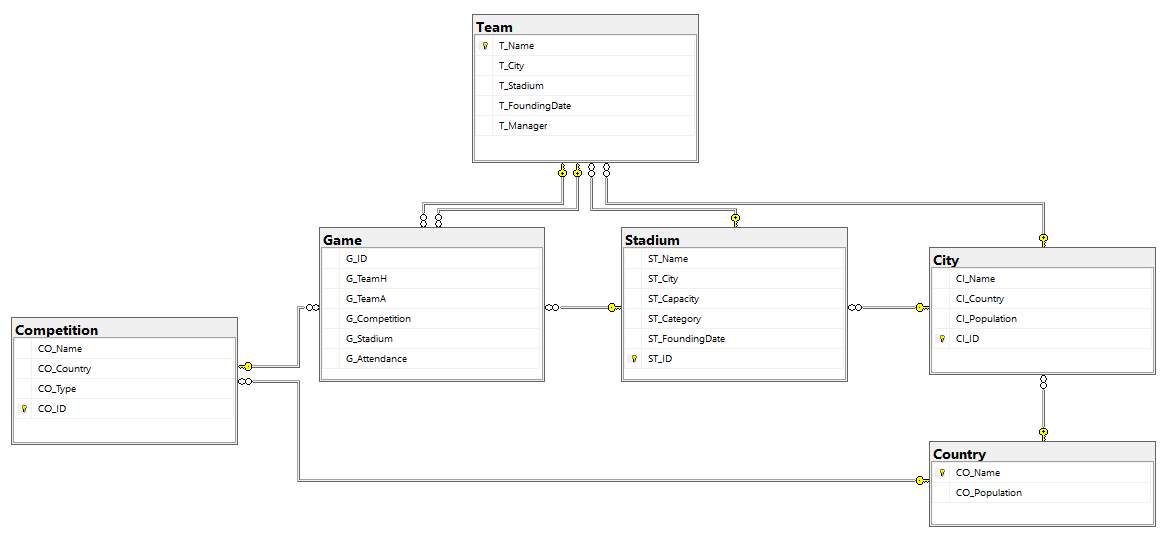 Team
T_Name
T_City
T_Stadium
T_FoundingDate
T_Manager
Game
G_ID
G_TeamH
G_TeamA
G_Competition
G_Stadium
G_Attendance
Stadium
ST_Name
ST_City
ST_Capacity
ST_Category
ST_FoundingDate
ST_ID
City
CI_Name
CI_Country
CI_Population
CI_ID
Competition
CO_Name
CO_Country
CO_Type
CO_ID
Country
CO_Name
CO_Population